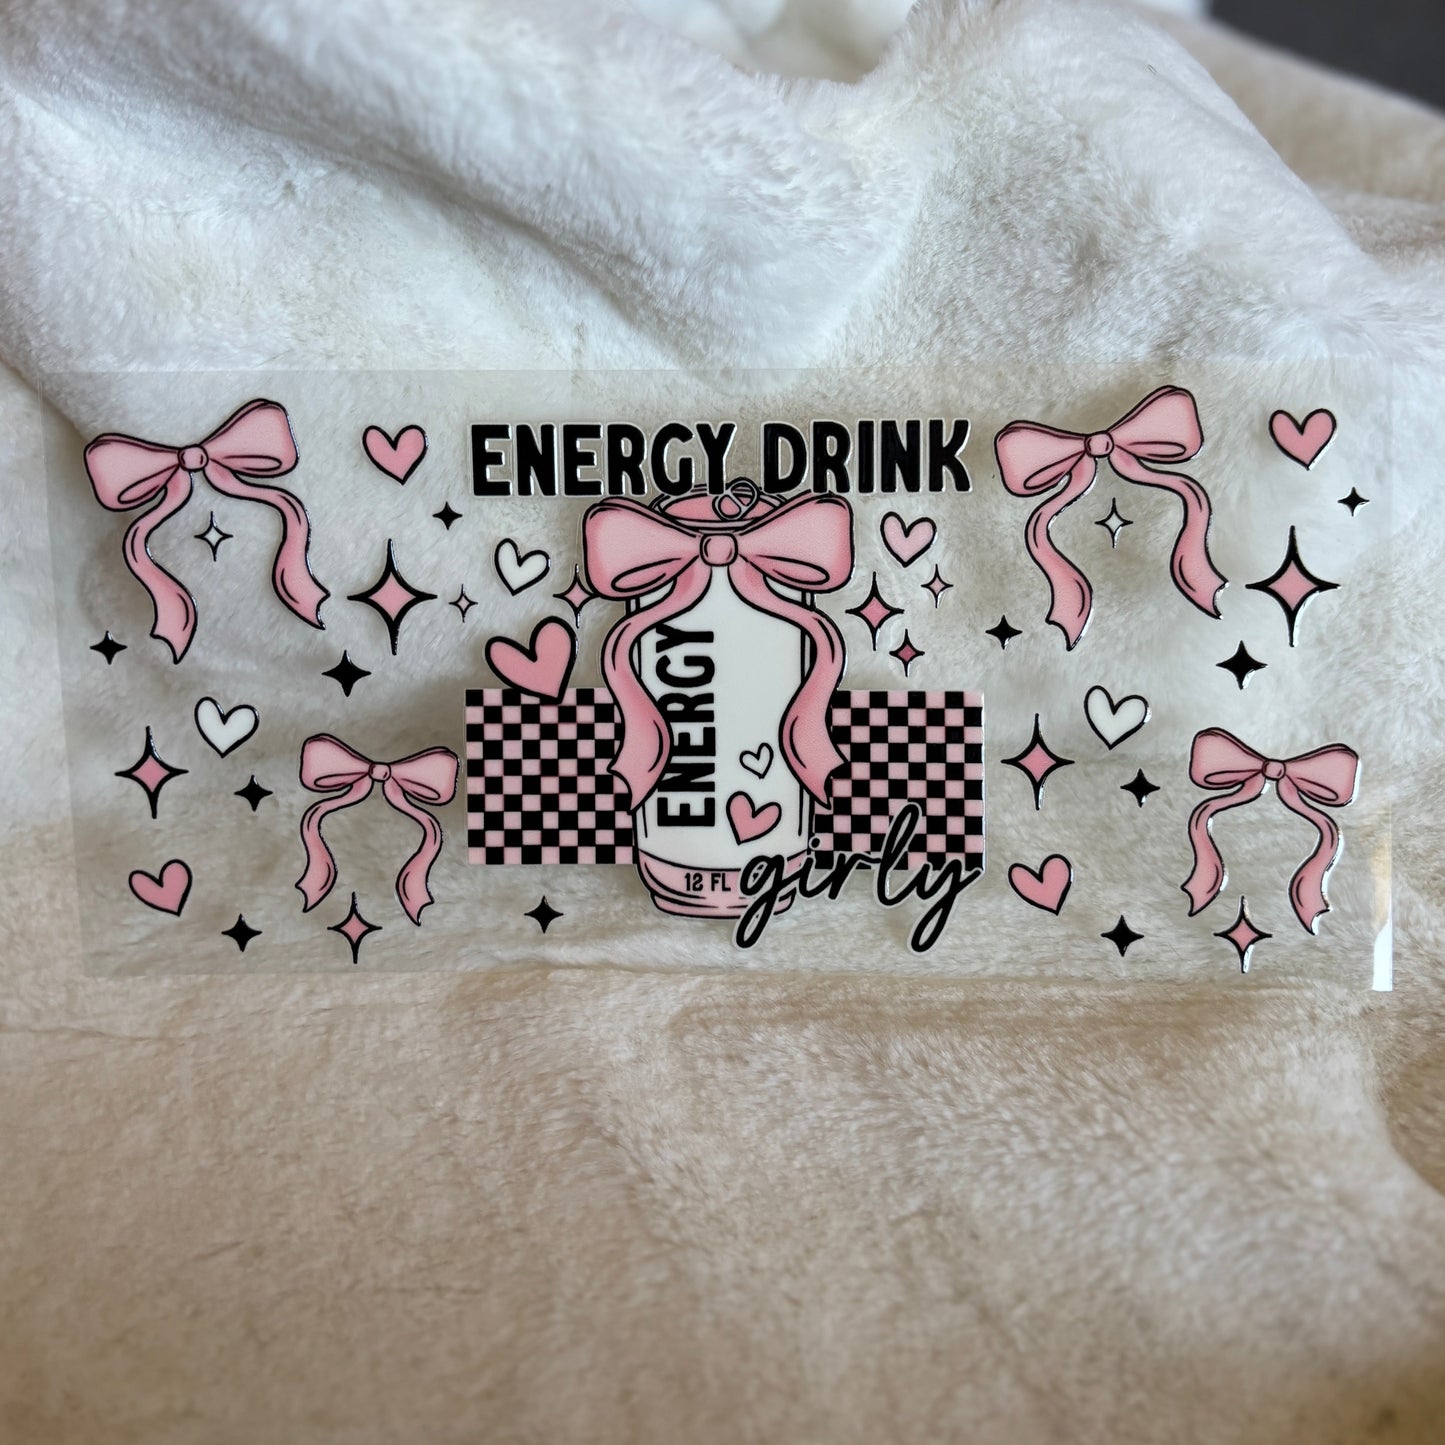 ENERGY DRINK
ENERGY
12 FL
girly